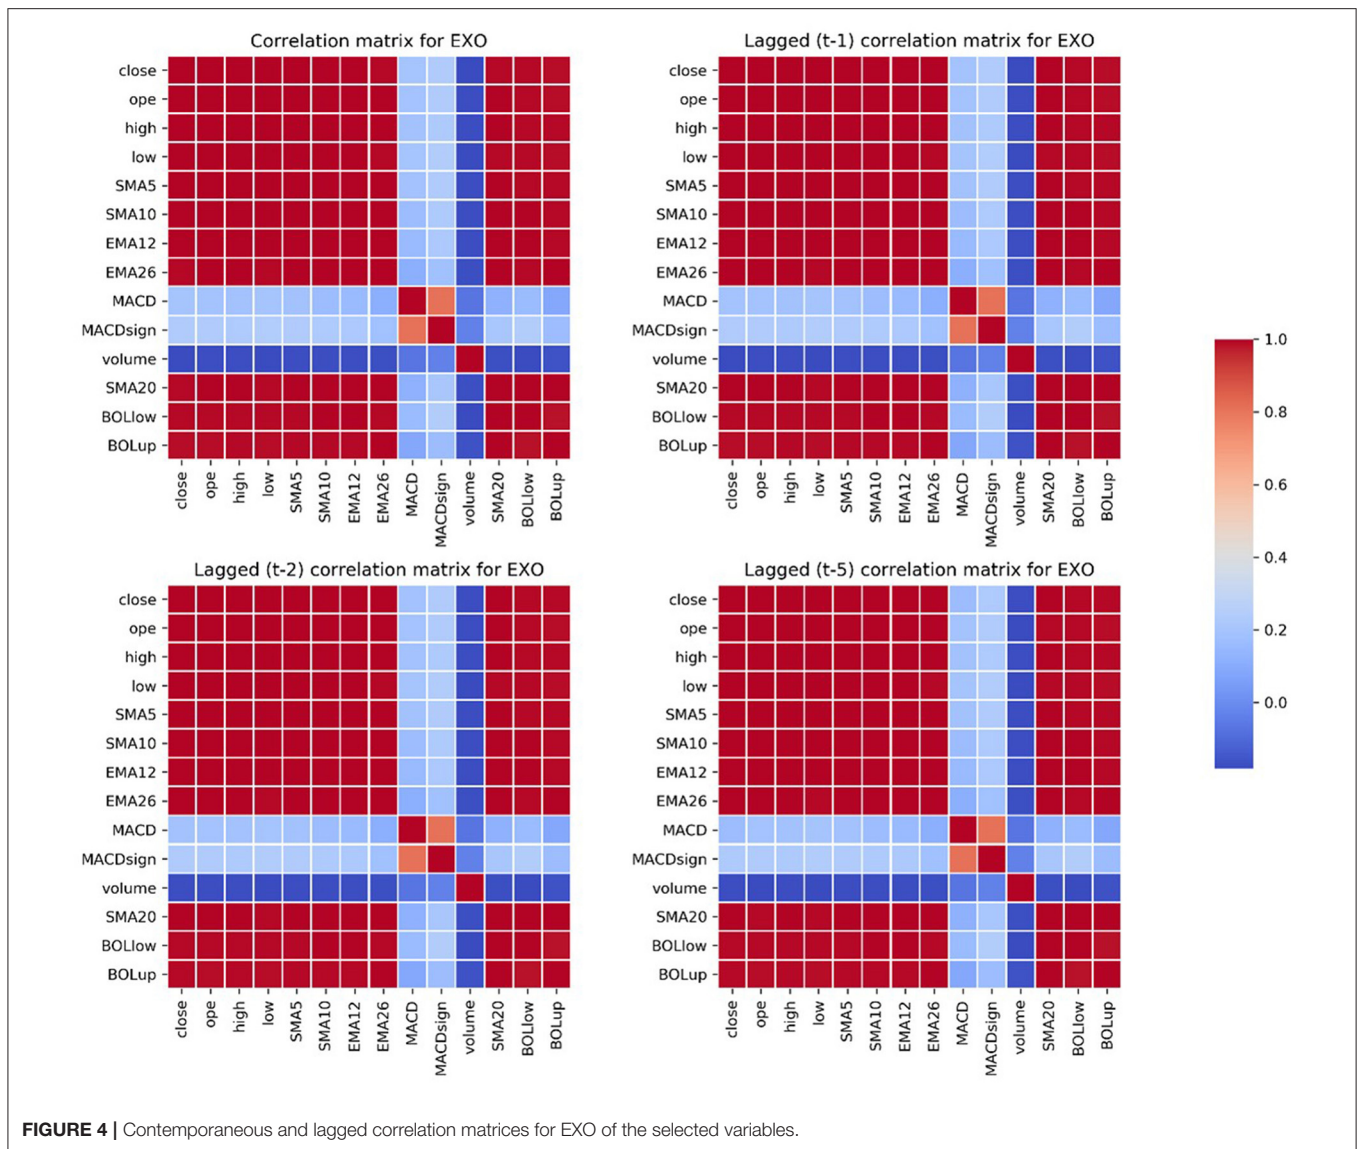 Correlation matrix for EXO
close
ope
high
low
SMA5
SMA10
EMA12
EMA26
MACD
MACDsign
volume
SMA20
BOLlow
BOLup
close ope high low SMA5 SMA10 EMA12 EMA26 MACD MACDsign volume SMA20 BOLlow BOLup
Lagged (t-1) correlation matrix for EXO
close
ope
high
low
SMA5
SMA10
EMA12
EMA26
MACD
MACDsign
volume
SMA20
BOLlow
BOLup
close ope high low SMA5 SMA10 EMA12 EMA26 MACD MACDsign volume SMA20 BOLlow BOLup
Lagged (t-2) correlation matrix for EXO
close
ope
high
low
SMA5
SMA10
EMA12
EMA26
MACD
MACDsign
volume
SMA20
BOLlow
BOLup
close ope high low SMA5 SMA10 EMA12 EMA26 MACD MACDsign volume SMA20 BOLlow BOLup
Lagged (t-5) correlation matrix for EXO
close
ope
high
low
SMA5
SMA10
EMA12
EMA26
MACD
MACDsign
volume
SMA20
BOLlow
BOLup
close ope high low SMA5 SMA10 EMA12 EMA26 MACD MACDsign volume SMA20 BOLlow BOLup
1.0
0.8
0.6
0.4
0.2
0.0
FIGURE 4 | Contemporaneous and lagged correlation matrices for EXO of the selected variables.